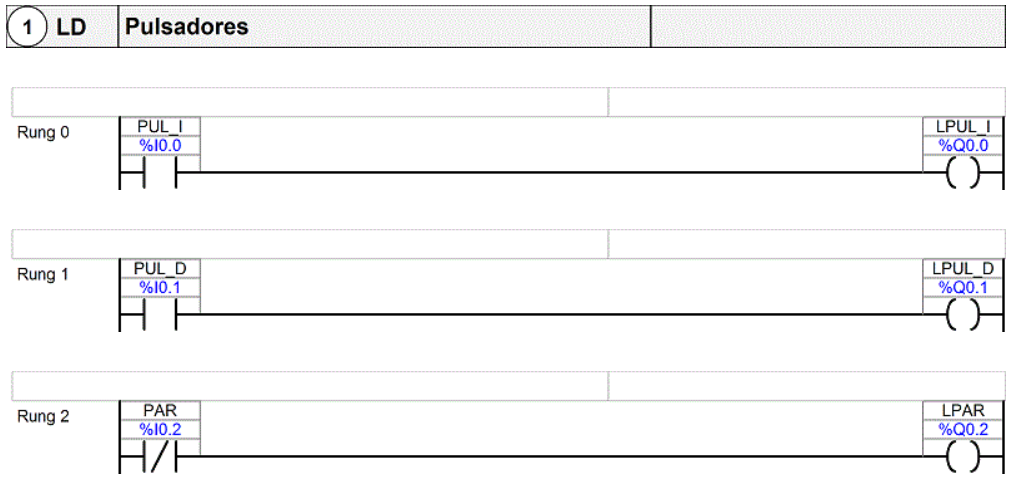 1 LD Pulsadores
Rung 0 PUL_I LPUL_I
%I0.0 %Q0.0
Rung 1 PUL_D LPUL_D
%I0.1 %Q0.1
Rung 2 PAR LPAR
%I0.2 %Q0.2